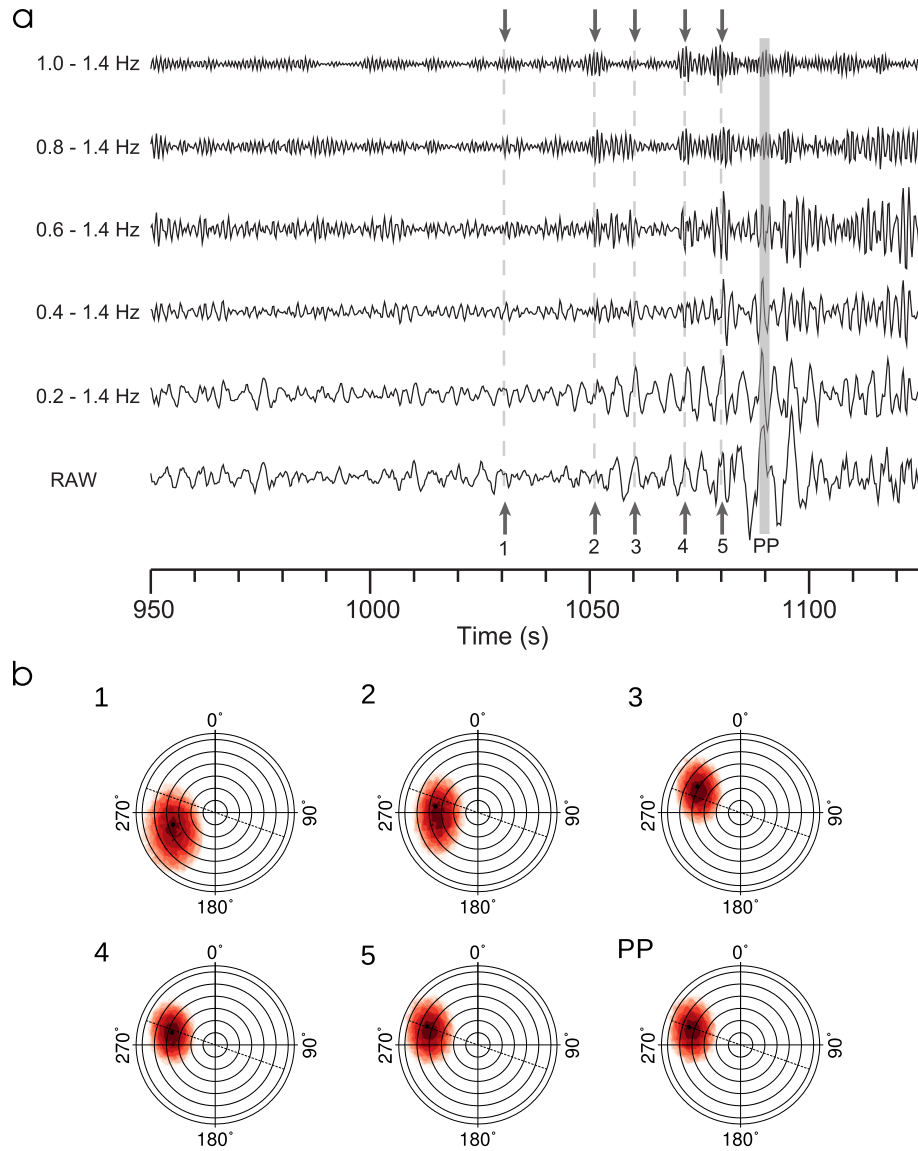 a
1.0 - 1.4 Hz
0.8 - 1.4 Hz
0.6 - 1.4 Hz
0.4 - 1.4 Hz
0.2 - 1.4 Hz
RAW
1 2 3 4 5 PP
950 1000 1050 1100
Time (s)
b
1 2 3
0° 0° 0°
270° 90° 270° 90° 270° 90°
180° 180° 180°
4 5 PP
0° 0° 0°
270° 90° 270° 90° 270° 90°
180° 180° 180°